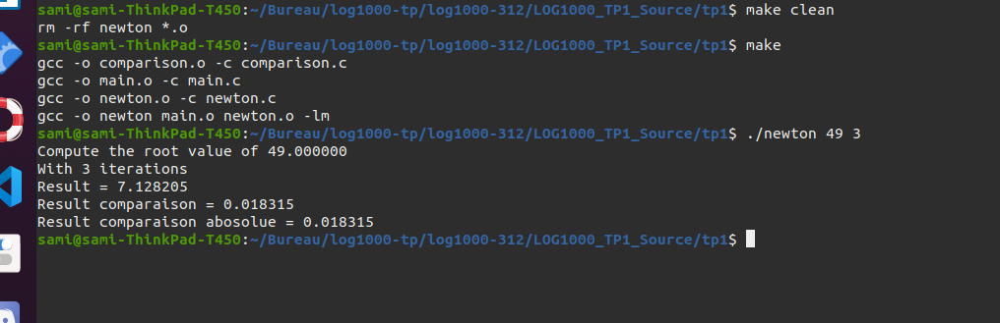 sami@sami-ThinkPad-T450:~/Bureau/log1000-tp/log1000-312/LOG1000_TP1_Source/tp1$ make clean
rm -rf newton *.o
sami@sami-ThinkPad-T450:~/Bureau/log1000-tp/log1000-312/LOG1000_TP1_Source/tp1$ make
gcc -o comparison.o -c comparison.c
gcc -o main.o -c main.c
gcc -o newton.o -c newton.c
gcc -o newton main.o newton.o -lm
sami@sami-ThinkPad-T450:~/Bureau/log1000-tp/log1000-312/LOG1000_TP1_Source/tp1$ ./newton 49 3
Compute the root value of 49.000000
With 3 iterations
Result = 7.128205
Result comparaison = 0.018315
Result comparaison abosolue = 0.018315
sami@sami-ThinkPad-T450:~/Bureau/log1000-tp/log1000-312/LOG1000_TP1_Source/tp1$